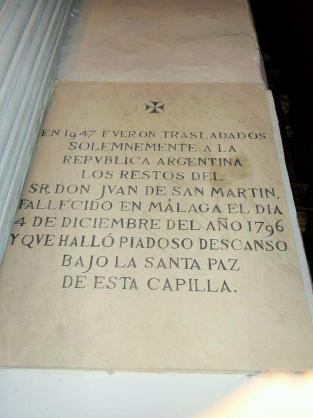 EN 1947 FVERON TRASLADADOS
SOLEMNEMENTE A LA
REPVBLICA ARGENTINA
LOS RESTOS DEL
SR. DON JVAN DE SAN MARTIN,
FALLECIDO EN MÁLAGA EL DIA
4 DE DICIEMBRE DEL AÑO 1796
Y QVE HALLÓ PIADOSO DESCANSO
BAJO LA SANTA PAZ
DE ESTA CAPILLA.